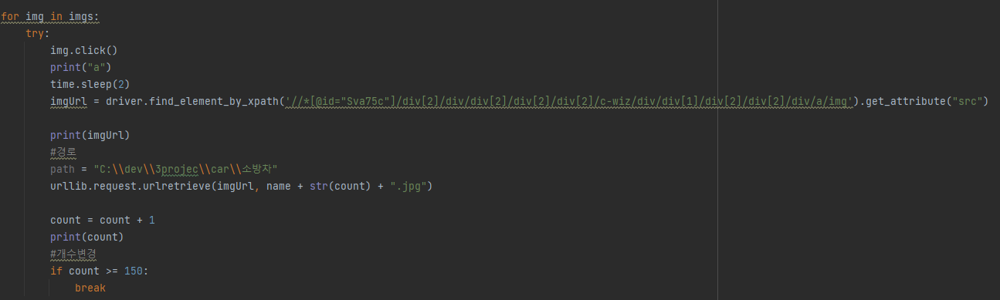 for img in imgs:
    try:
        img.click()
        print("a")
        time.sleep(2)
        imgUrl = driver.find_element_by_xpath('//*[@id="Sva75c"]/div[2]/div/div[2]/div[2]/div[2]/c-wiz/div/div[1]/div[2]/div[2]/div/a/img').get_attribute("src")
        print(imgUrl)
        #경로
        path = "C:\\dev\\3projec\\car\\소방차"
        urllib.request.urlretrieve(imgUrl, name + str(count) + ".jpg")
        count = count + 1
        print(count)
        #개수변경
        if count >= 150:
            break